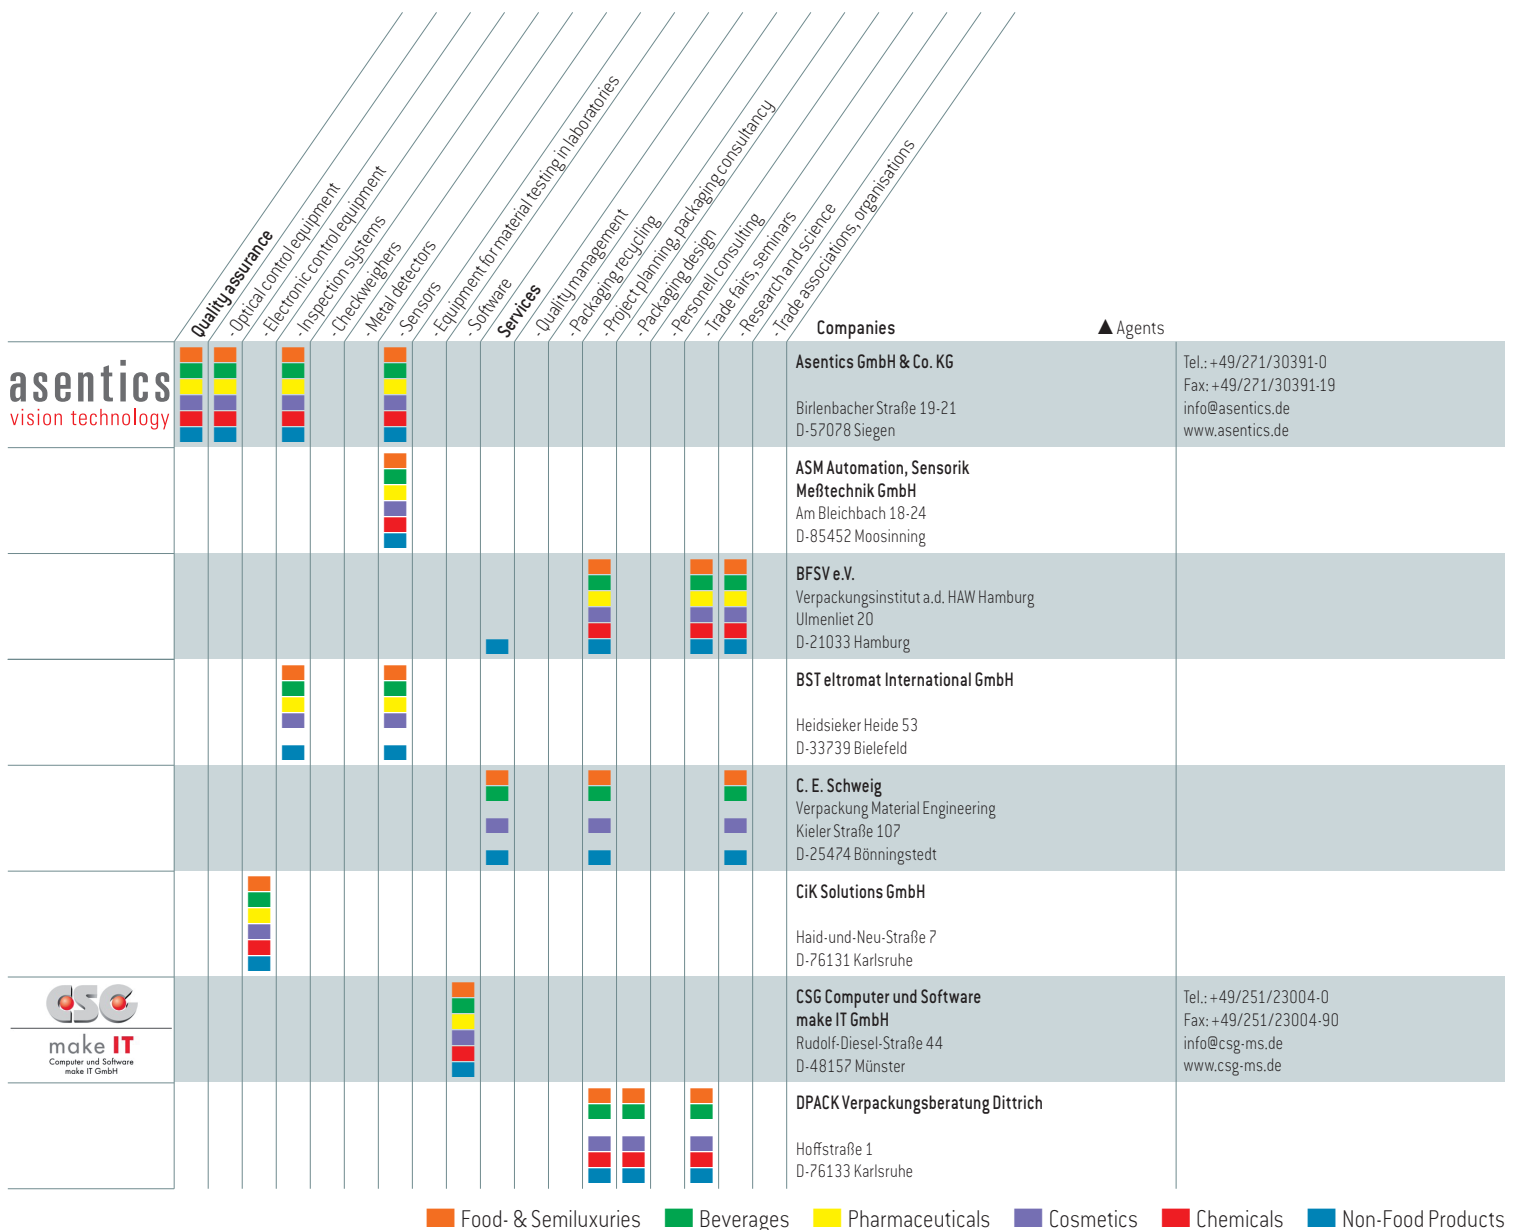 Quality assurance
- Optical control equipment
- Electronic control equipment
- Inspection systems
- Checkweighers
- Metal detectors
- Sensors
- Equipment for material testing in laboratories
- Software
Services
- Quality management
- Packaging recycling
- Project planning, packaging consultancy
- Packaging design
- Personell consulting
- Trade fairs, seminars
- Research and science
- Trade associations, organisations
Companies
▲ Agents
asentics
vision technology
Asentics GmbH & Co. KG
Birlenbacher Straße 19-21
D-57078 Siegen
Tel.: +49/271/30391-0
Fax: +49/271/30391-19
info@asentics.de
www.asentics.de
ASM Automation, Sensorik
Meßtechnik GmbH
Am Bleichbach 18-24
D-85452 Moosinning
BFSV e.V.
Verpackungsinstitut a.d. HAW Hamburg
Ulmenliet 20
D-21033 Hamburg
BST eltromat International GmbH
Heidsieker Heide 53
D-33739 Bielefeld
C. E. Schweig
Verpackung Material Engineering
Kieler Straße 107
D-25474 Bönningstedt
CiK Solutions GmbH
Haid-und-Neu-Straße 7
D-76131 Karlsruhe
CSG
make IT
Computer und Software
make IT GmbH
CSG Computer und Software
make IT GmbH
Rudolf-Diesel-Straße 44
D-48157 Münster
Tel.: +49/251/23004-0
Fax: +49/251/23004-90
info@csg-ms.de
www.csg-ms.de
DPACK Verpackungsberatung Dittrich
Hoffstraße 1
D-76133 Karlsruhe
Food- & Semiluxuries
Beverages
Pharmaceuticals
Cosmetics
Chemicals
Non-Food Products